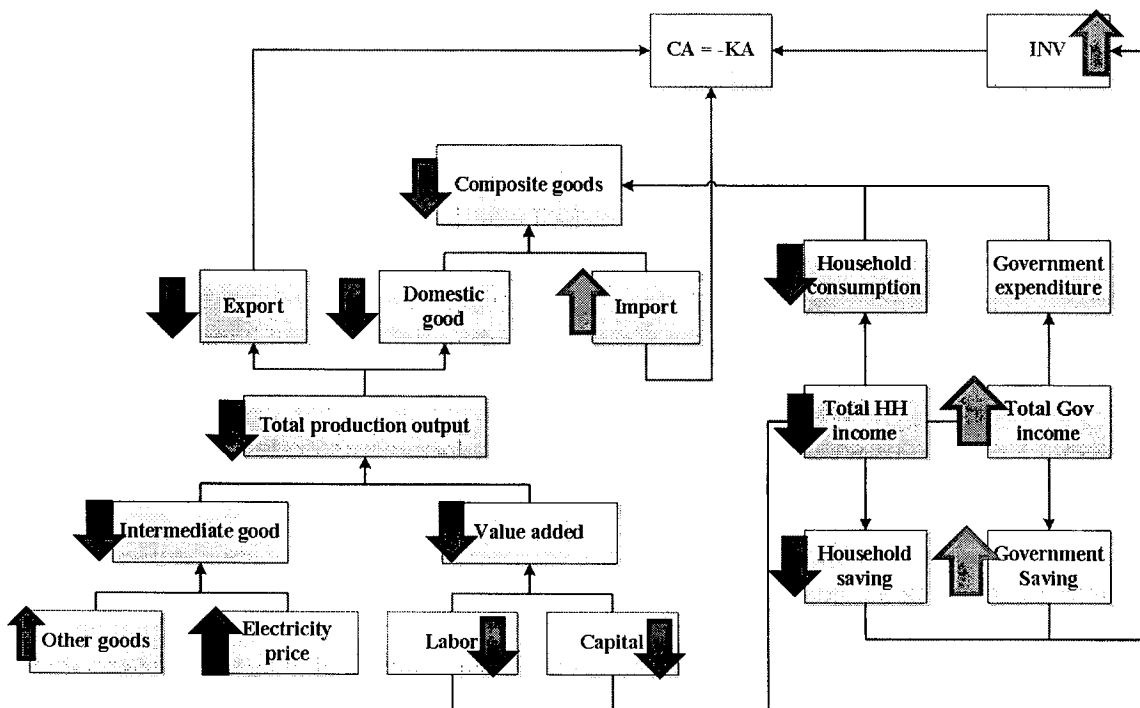 CA = -KA
INV
Composite goods
Household
consumption
Government
expenditure
Export
Domestic
good
Import
Total production output
Total HH
income
Total Gov
income
Intermediate good
Value added
Household
saving
Government
Saving
Other goods
Electricity
price
Labor
Capital